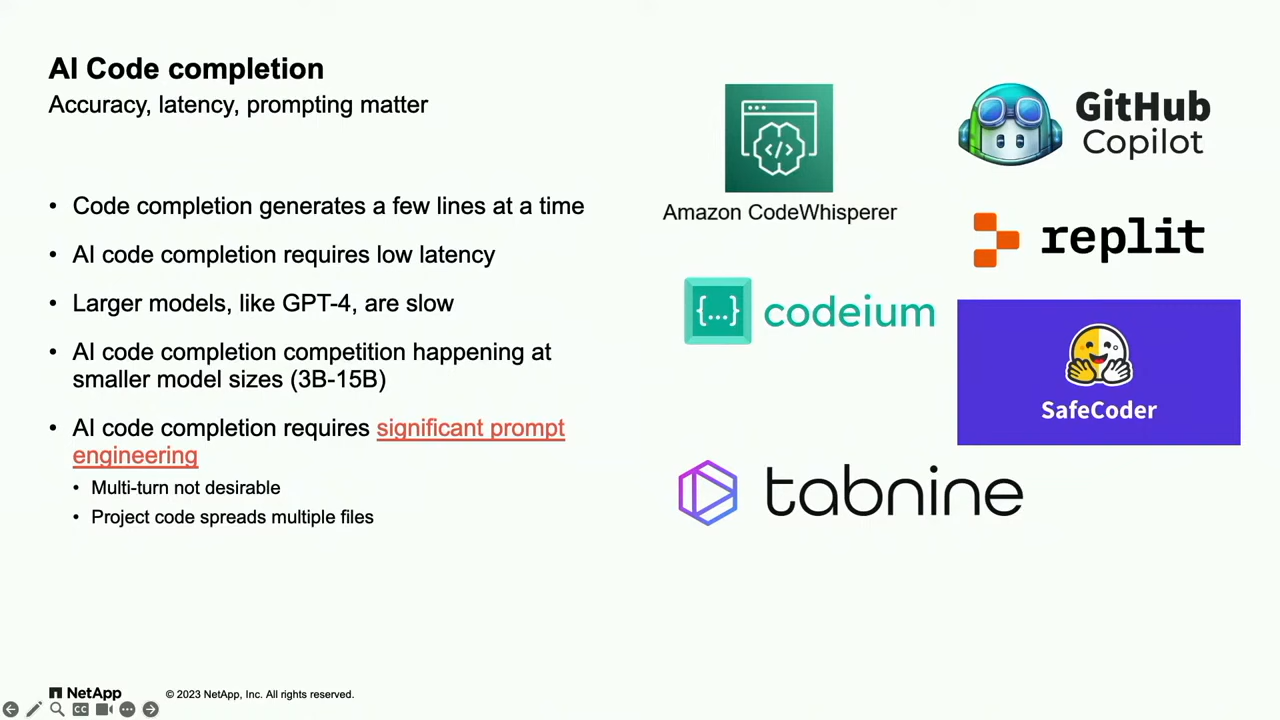 AI Code completion
Accuracy, latency, prompting matter
• Code completion generates a few lines at a time
• AI code completion requires low latency
• Larger models, like GPT-4, are slow
• AI code completion competition happening at
smaller model sizes (3B-15B)
• AI code completion requires significant prompt
engineering
• Multi-turn not desirable
• Project code spreads multiple files
</>
Amazon CodeWhisperer
GitHub
Copilot
replit
{...} codeium
SafeCoder
tabnine
NetApp © 2023 NetApp, Inc. All rights reserved.
CC